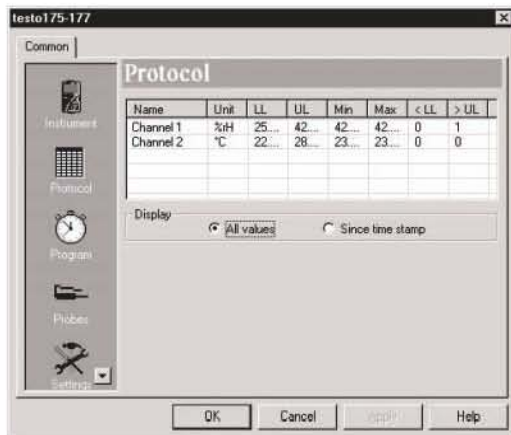 testo175-177
Common
Protocol
Name Unit LL UL Min Max < LL > UL
Channel 1 %rH 25.... 42.... 42.... 42.... 0 1
Channel 2 °C 22.... 28.... 23.... 23.... 0 0
Instrument
Protocol
Program
Probes
Settings
Display
All values Since time stamp
OK Cancel Apply Help